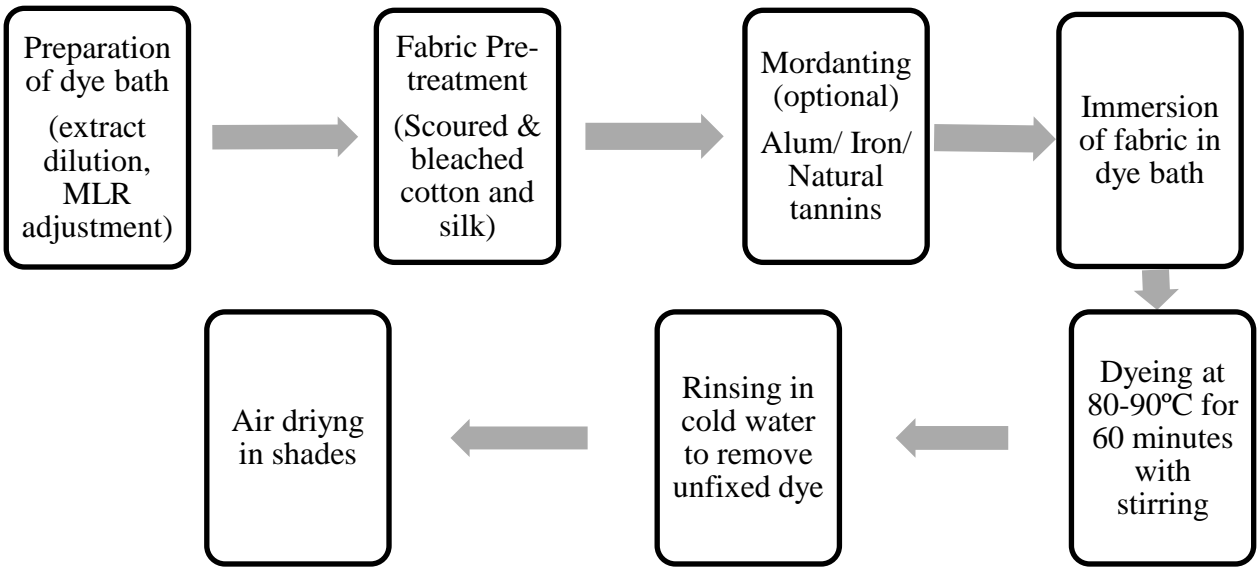 Preparation
of dye bath
(extract
dilution,
MLR
adjustment)
Fabric Pre-
treatment
(Scoured &
bleached
cotton and
silk)
Mordanting
(optional)
Alum/ Iron/
Natural
tannins
Immersion
of fabric in
dye bath
Dyeing at
80-90ºC for
60 minutes
with
stirring
Rinsing in
cold water
to remove
unfixed dye
Air driyng
in shades